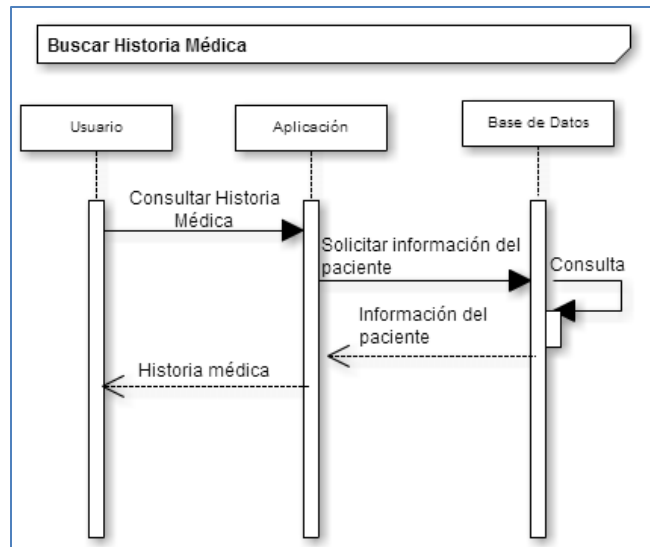 Buscar Historia Médica
Usuario
Aplicación
Base de Datos
Consultar Historia
Médica
Solicitar información del
paciente
Consulta
Información del
paciente
Historia médica